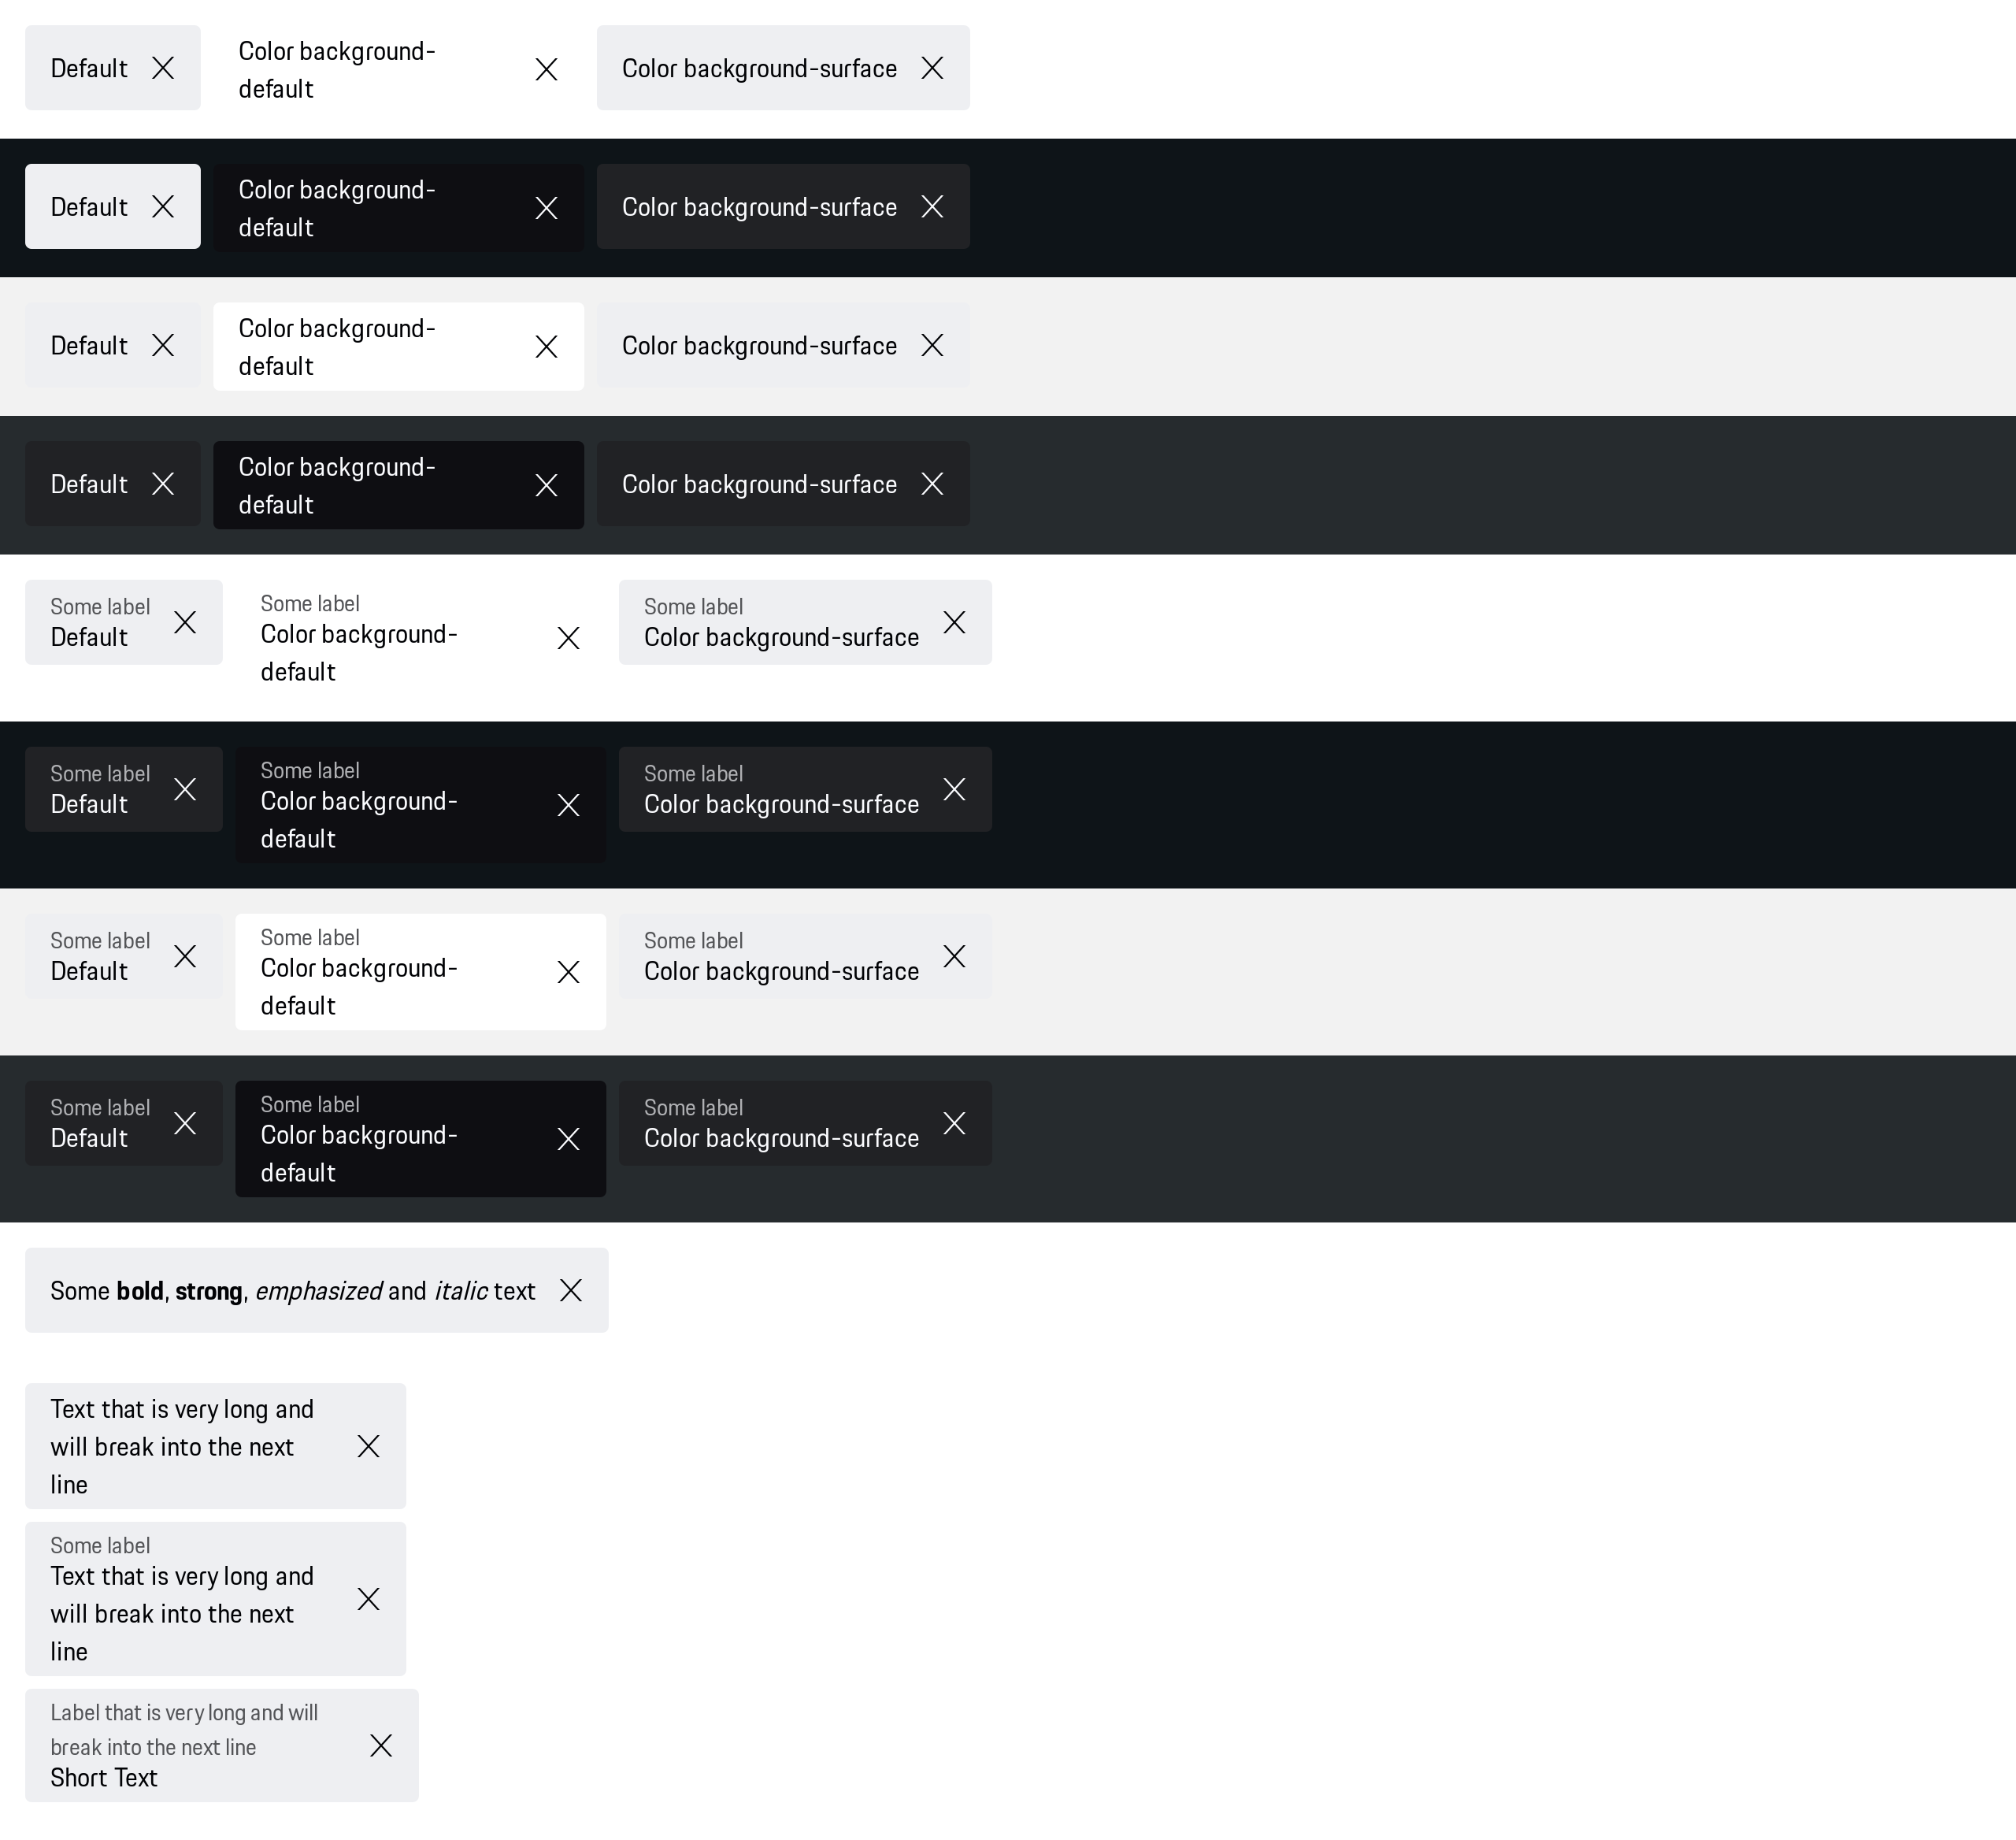 Default
Color background-
default
Color background-surface
Default
Color background-
default
Color background-surface
Default
Color background-
default
Color background-surface
Default
Color background-
default
Color background-surface
Some label
Default
Some label
Color background-
default
Some label
Color background-surface
Some label
Default
Some label
Color background-
default
Some label
Color background-surface
Some label
Default
Some label
Color background-
default
Some label
Color background-surface
Some label
Default
Some label
Color background-
default
Some label
Color background-surface
Some bold, strong, emphasized and italic text
Text that is very long and
will break into the next
line
Some label
Text that is very long and
will break into the next
line
Label that is very long and will
break into the next line
Short Text